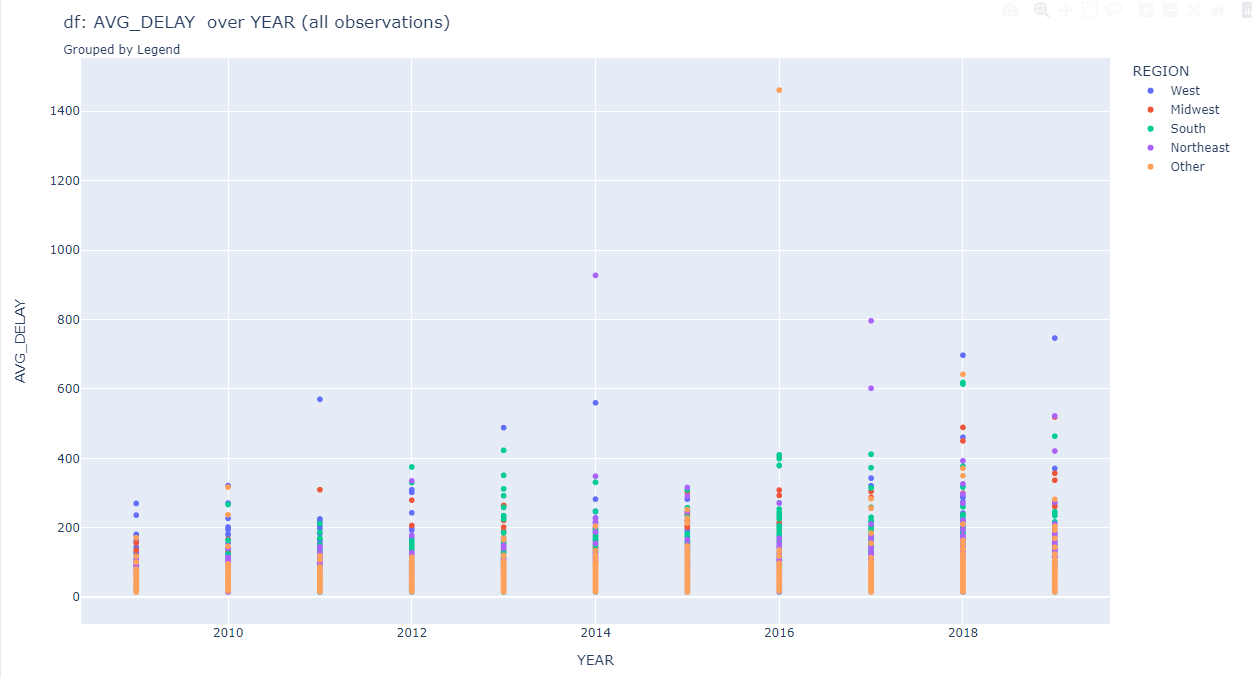 df: AVG_DELAY  over YEAR (all observations)
Grouped by Legend
1400
1200
1000
800
600
400
200
0
AVG_DELAY
2010
2012
2014
2016
2018
YEAR
REGION
West
Midwest
South
Northeast
Other